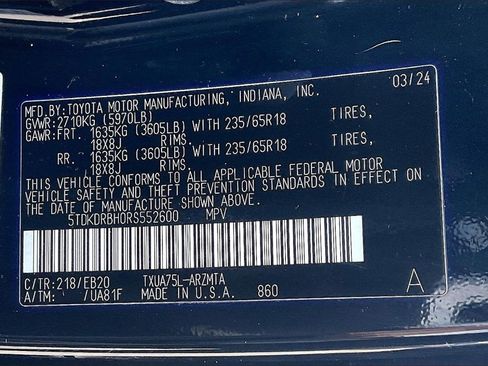 MFD.BY:TOYOTA MOTOR MANUFACTURING, INDIANA, INC. 03/24
GVWR:2710KG (5970LB)
GAWR:FRT. 1635KG (3605LB) WITH 235/65R18 TIRES,
18X8J RIMS.
RR. 1635KG (3605LB) WITH 235/65R18 TIRES,
18X8J RIMS.
THIS VEHICLE CONFORMS TO ALL APPLICABLE FEDERAL MOTOR
VEHICLE SAFETY AND THEFT PREVENTION STANDARDS IN EFFECT
ON THE DATE OF MANUFACTURE SHOWN ABOVE.
5TDKDRBH0RS552600 MPV
C/TR:218/EB20 TXUA75L-ARZMTA
A/TM: /UA81F MADE IN U.S.A. 860 A